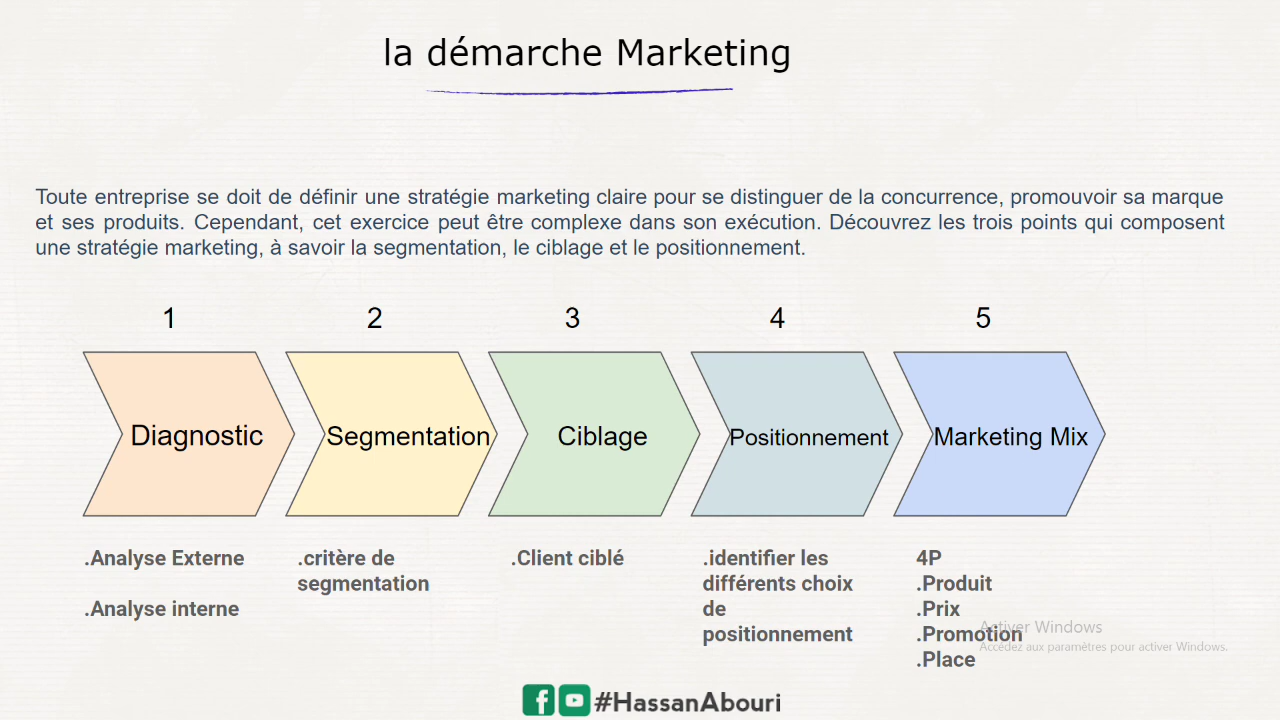 la démarche Marketing
Toute entreprise se doit de définir une stratégie marketing claire pour se distinguer de la concurrence, promouvoir sa marque
et ses produits. Cependant, cet exercice peut être complexe dans son exécution. Découvrez les trois points qui composent
une stratégie marketing, à savoir la segmentation, le ciblage et le positionnement.
1
2
3
4
5
Diagnostic
Segmentation
Ciblage
Positionnement
Marketing Mix
.Analyse Externe
.Analyse interne
.critère de
segmentation
.Client ciblé
.identifier les
différents choix
de
positionnement
4P
.Produit
.Prix
.Promotion
.Place
Activer Windows
Accédez aux paramètres pour activer Windows.
#HassanAbouri